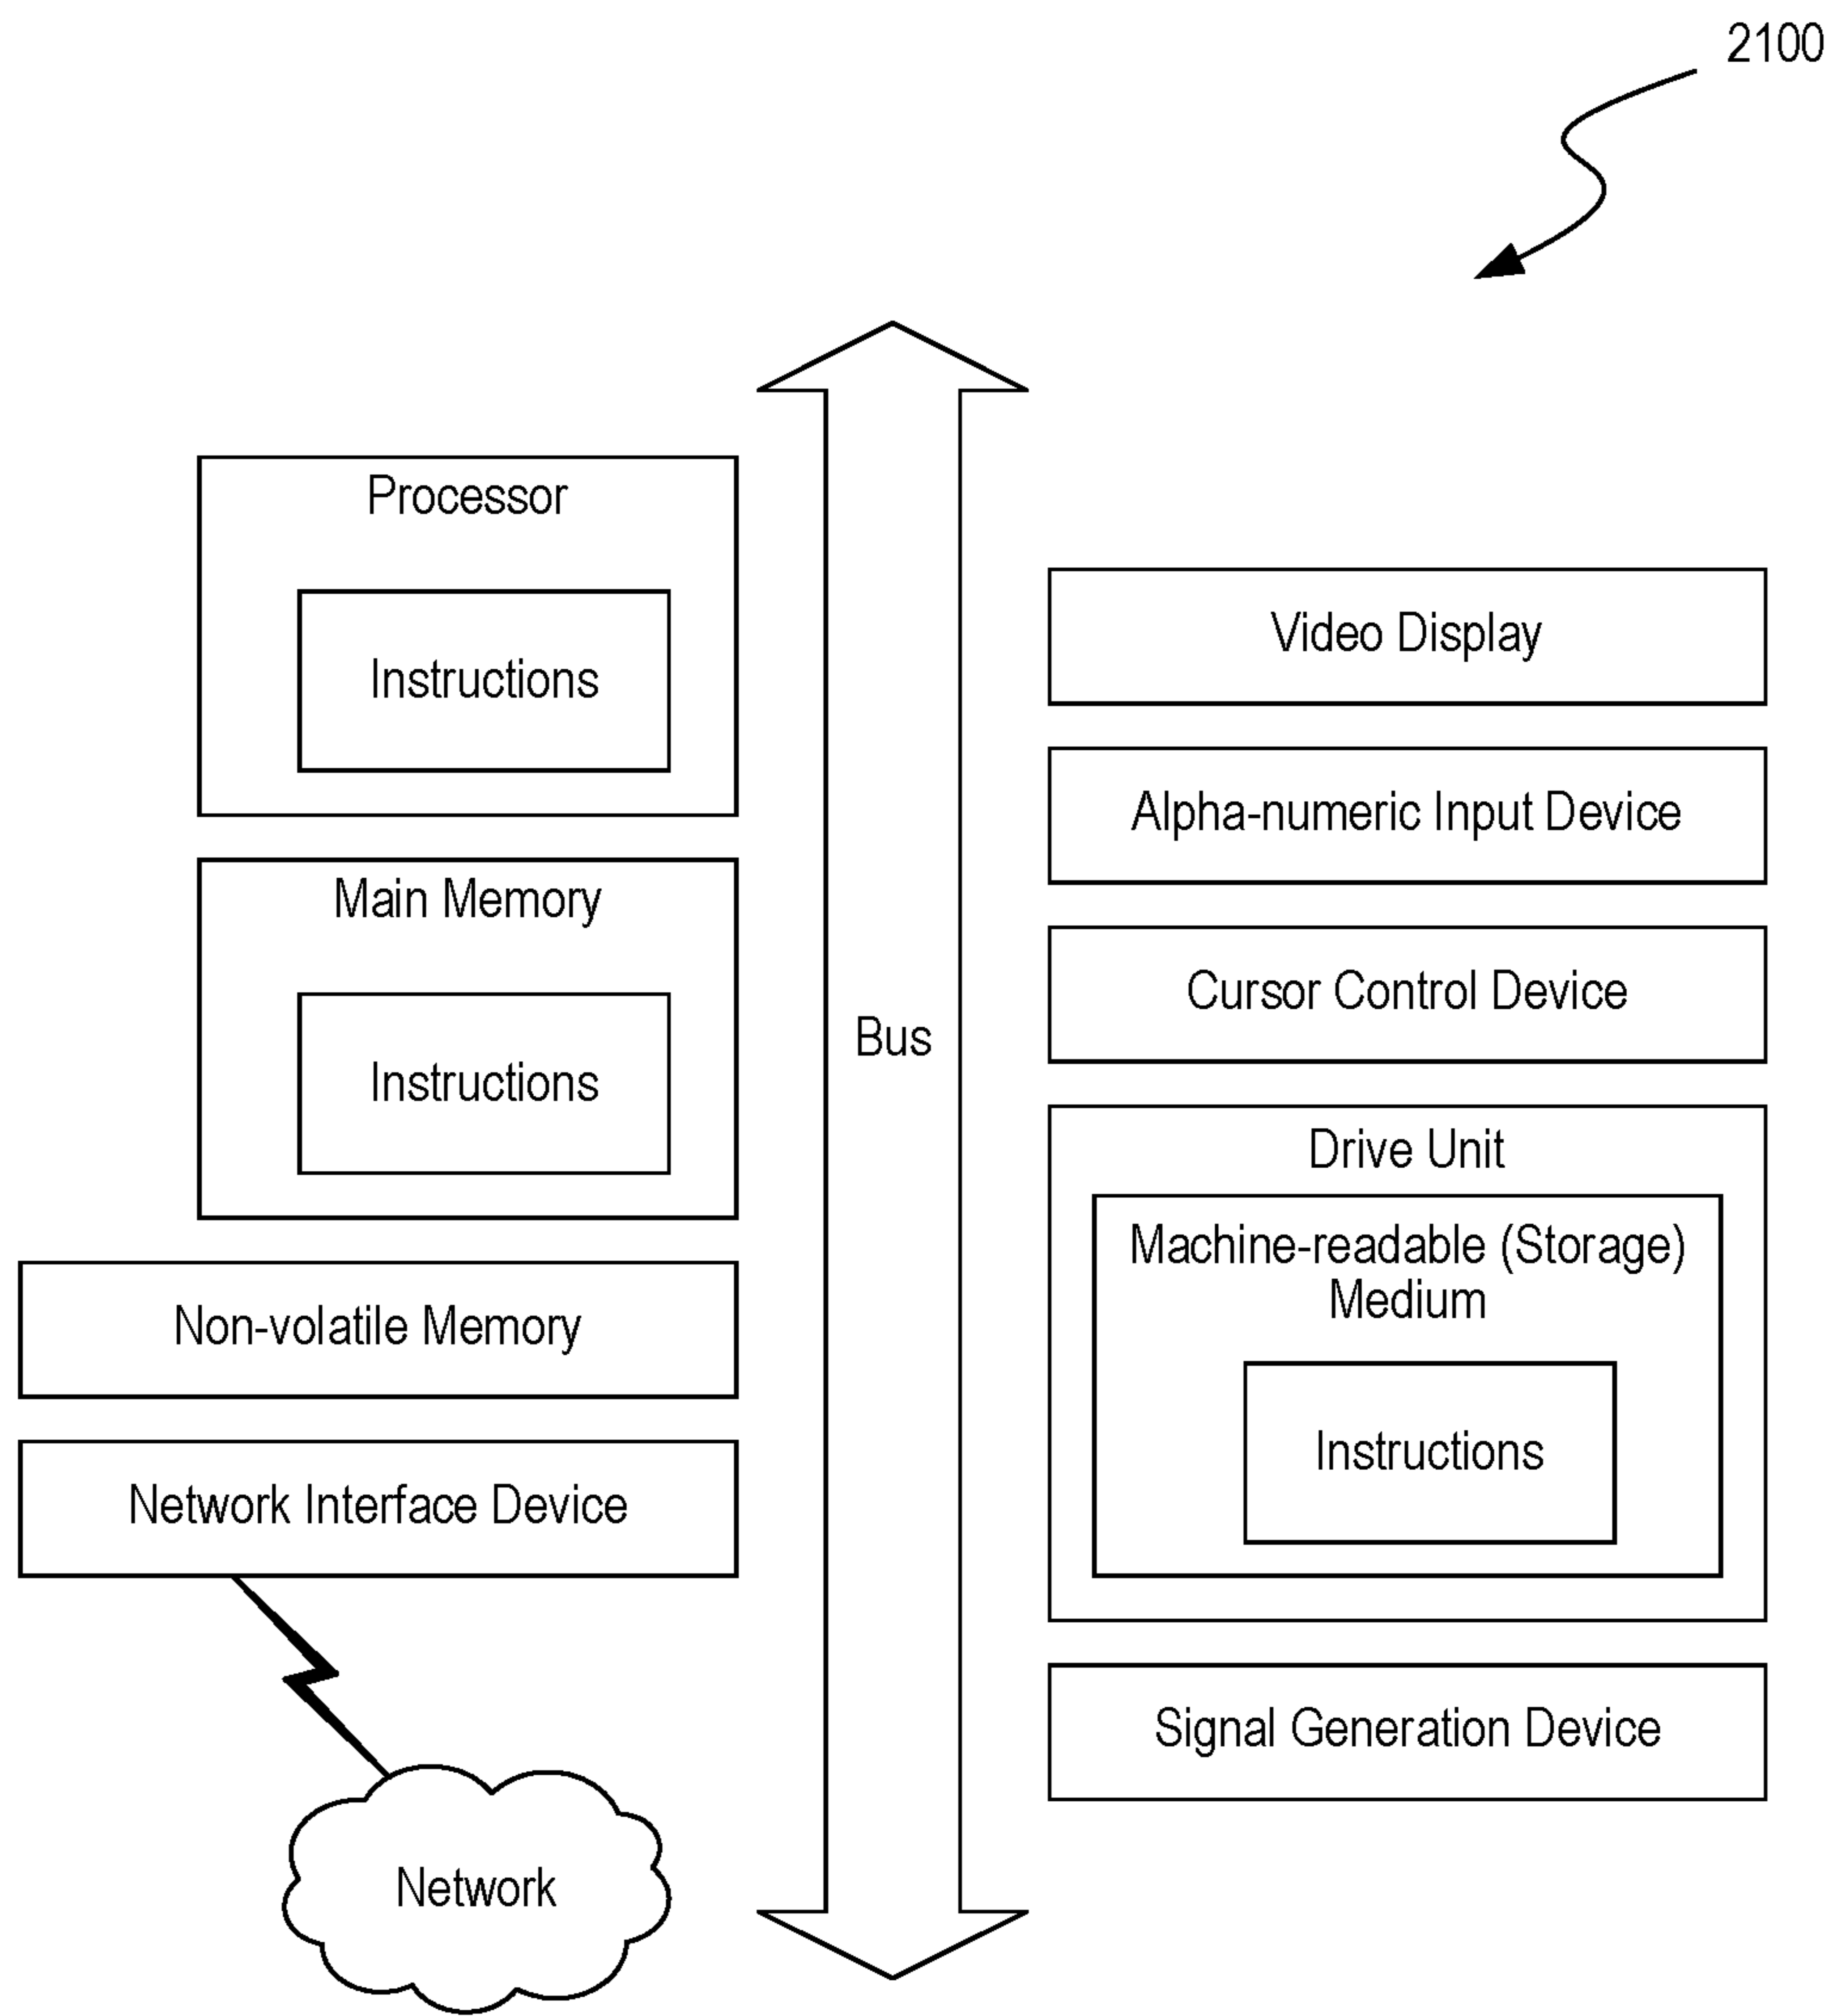 2100
Processor
Instructions
Main Memory
Instructions
Non-volatile Memory
Network Interface Device
Network
Bus
Video Display
Alpha-numeric Input Device
Cursor Control Device
Drive Unit
Machine-readable (Storage)
Medium
Instructions
Signal Generation Device